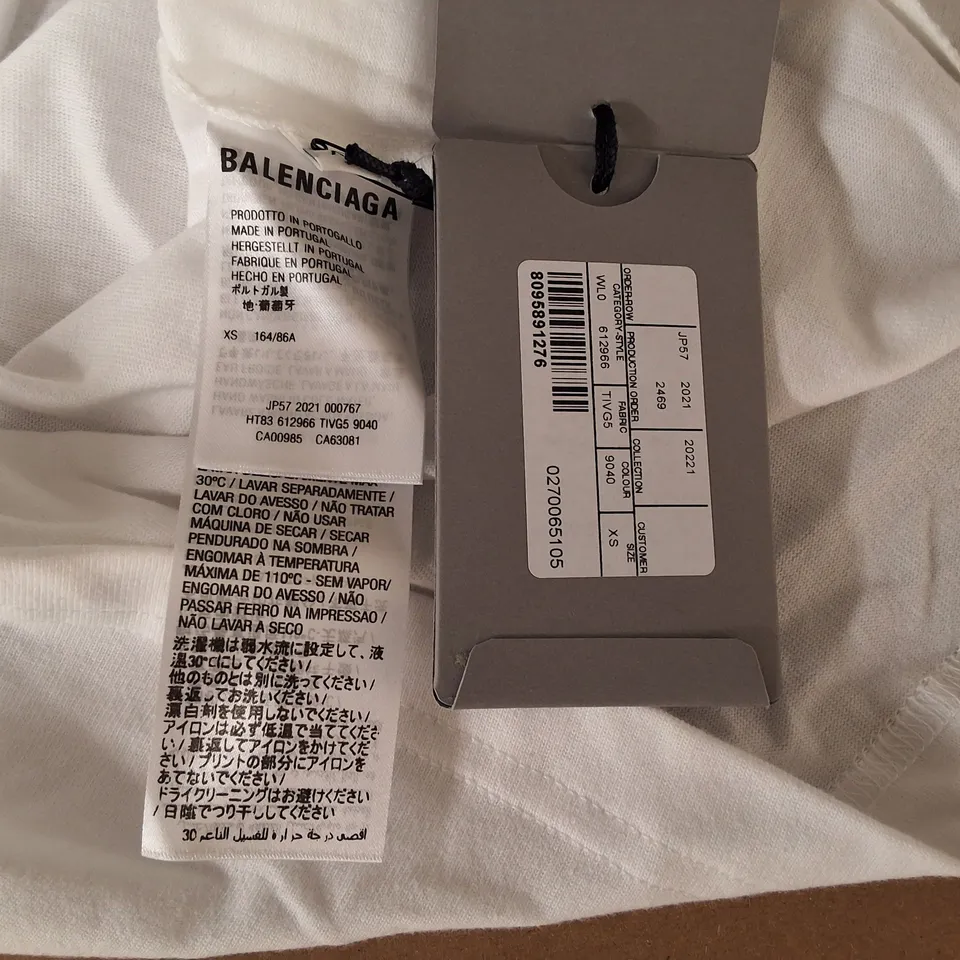 BALENCIAGA
PRODOTTO IN PORTOGALLO
MADE IN PORTUGAL
HERGESTELLT IN PORTUGAL
FABRIQUE EN PORTUGAL
HECHO EN PORTUGAL
ポルトガル製
地·葡萄牙
XS 164/86A
JP57 2021 000767
HT83 612966 TIVG5 9040
CA00985 CA63081
30ºC / LAVAR SEPARADAMENTE /
LAVAR DO AVESSO / NÃO TRATAR
COM CLORO / NÃO USAR
MÁQUINA DE SECAR / SECAR
PENDURADO NA SOMBRA /
ENGOMAR À TEMPERATURA
MÁXIMA DE 110ºC - SEM VAPOR/
ENGOMAR DO AVESSO / NÃO
PASSAR FERRO NA IMPRESSAO /
NÃO LAVAR A SECO
洗濯機は弱水流に設定して、液
温30℃にしてください /
他のものとは別に洗ってください /
裏返してお洗いください /
漂白剤を使用しないでください /
アイロンは必ず低温で当ててくださ
い / 裏返してアイロンをかけてくだ
さい / プリントの部分にアイロンを
あてないでください /
ドライクリーニングはお避けください
/ 日陰でつり干ししてください
اقصى درجة حرارة للغسيل الناعم 30
ORDER-ROW PRODUCTION ORDER COLLECTION CUSTOMER
JP57 2021 2469 20221
CATEGORY-STYLE FABRIC COLOUR SIZE
WL0 612966 TIVG5 9040 XS
8095891276 0270065105